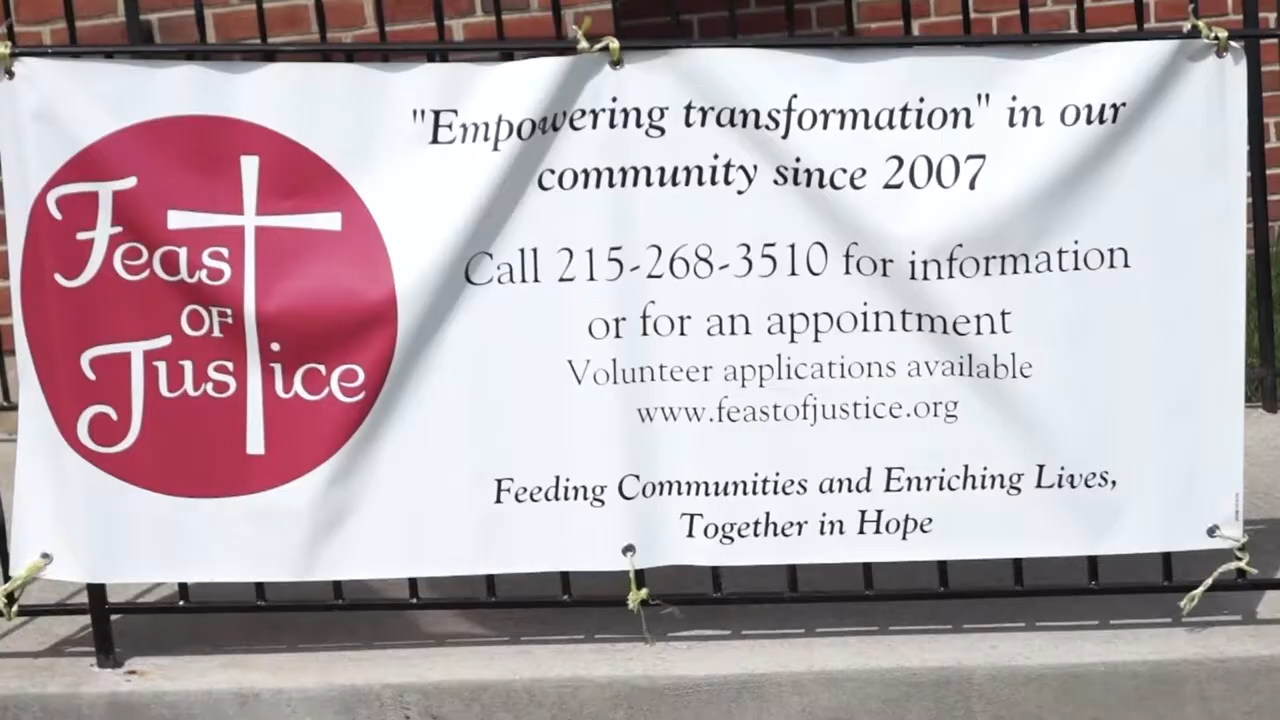 Feast
OF
Justice
"Empowering transformation" in our
community since 2007
Call 215-268-3510 for information
or for an appointment
Volunteer applications available
www.feastofjustice.org
Feeding Communities and Enriching Lives,
Together in Hope